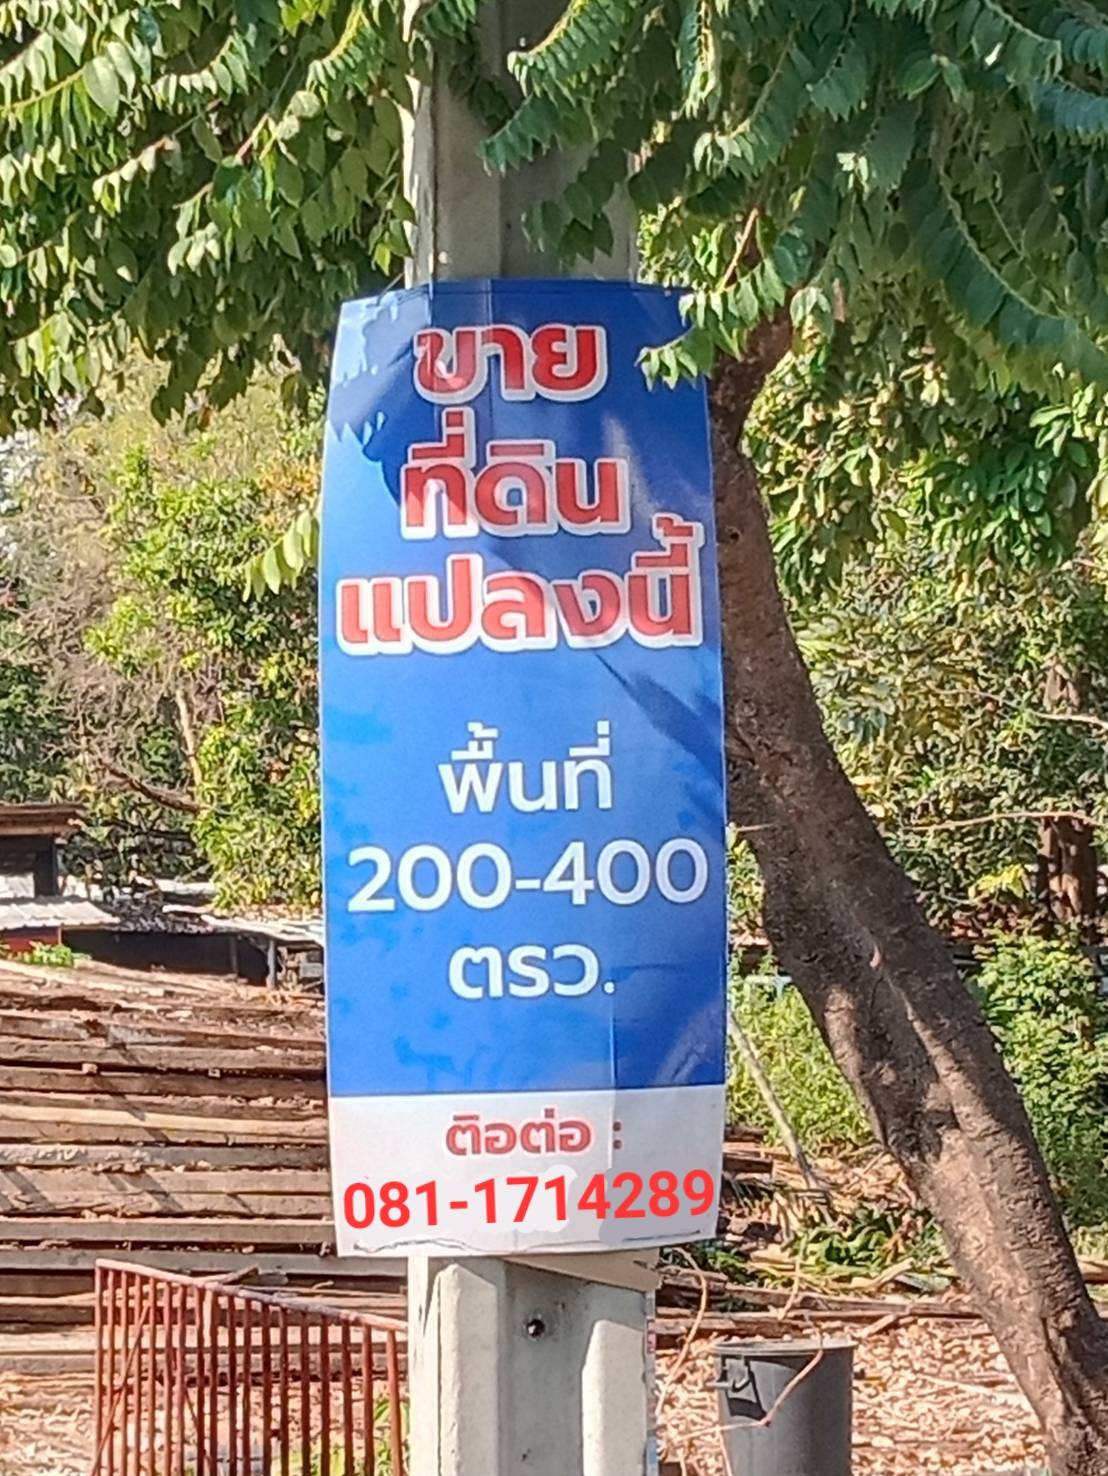 ขาย
ที่ดิน
แปลงนี้
พื้นที่
200-400
ตรว.
ติอต่อ :
081-1714289